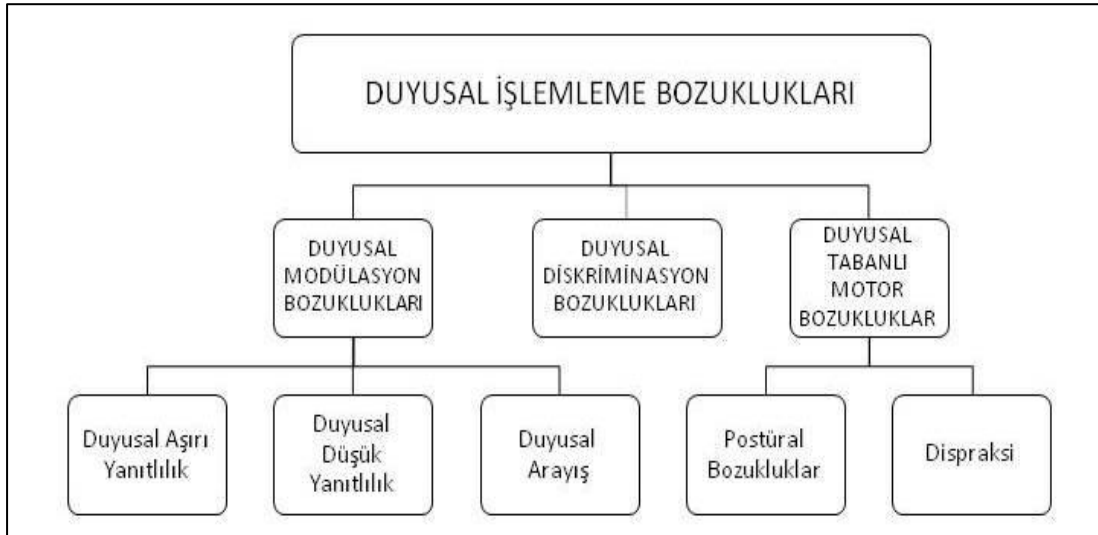 DUYUSAL İŞLEMLEME BOZUKLUKLARI
DUYUSAL
MODÜLASYON
BOZUKLUKLARI
DUYUSAL
DİSKRİMİNASYON
BOZUKLUKLARI
DUYUSAL
TABANLI
MOTOR
BOZUKLUKLAR
Duyusal Aşırı
Yanıtlılık
Duyusal
Düşük
Yanıtlılık
Duyusal
Arayış
Postüral
Bozukluklar
Dispraksi